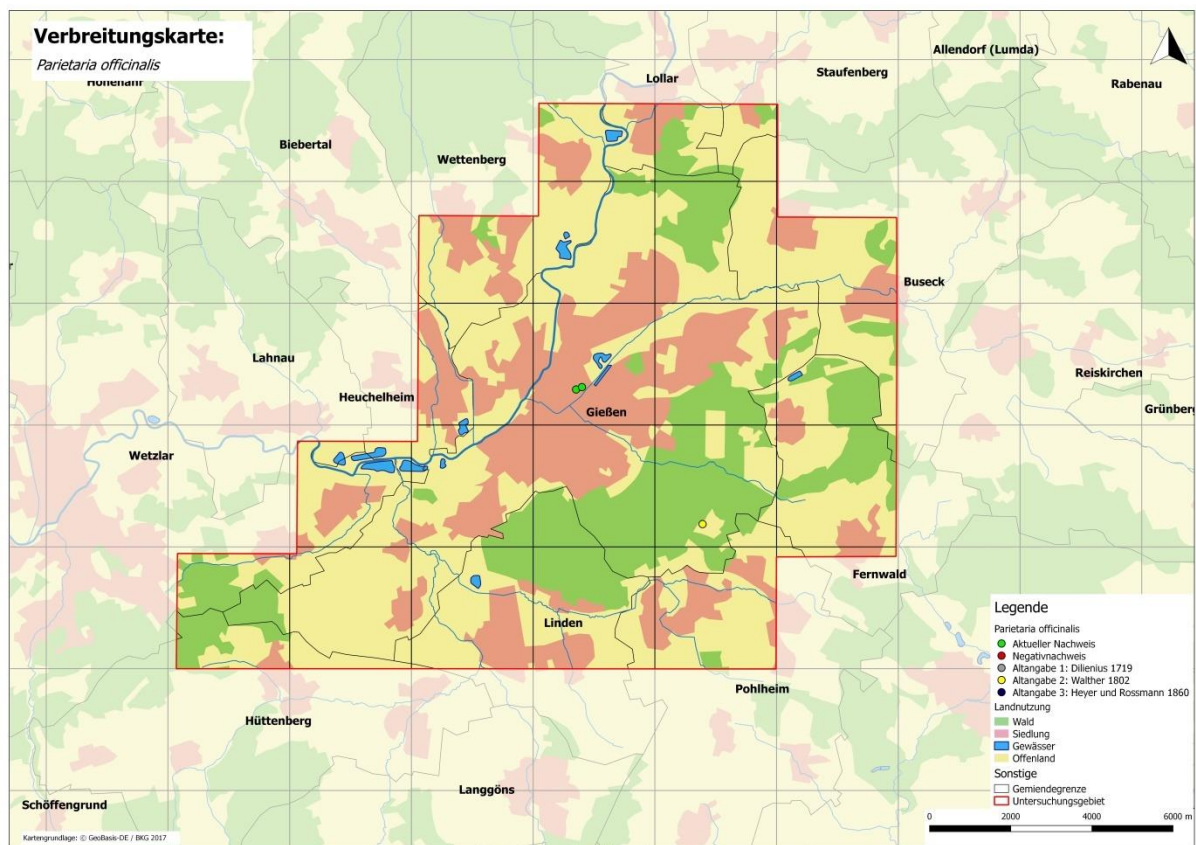 Verbreitungskarte:
Parietaria officinalis
Hohenahr
Allendorf (Lumda)
Lollar
Staufenberg
Rabenau
Biebertal
Wettenberg
Buseck
Lahnau
Reiskirchen
Heuchelheim
Grünberg
Gießen
Wetzlar
Fernwald
Linden
Pohlheim
Hüttenberg
Langgöns
Schöffengrund
Legende
Parietaria officinalis
Aktueller Nachweis
Negativnachweis
Altangabe 1: Dillenius 1719
Altangabe 2: Walther 1802
Altangabe 3: Heyer und Rossmann 1860
Landnutzung
Wald
Siedlung
Gewässer
Offenland
Sonstige
Gemiendegrenze
Untersuchungsgebiet
0 2000 4000 6000 m
Kartengrundlage: © GeoBasis-DE / BKG 2017